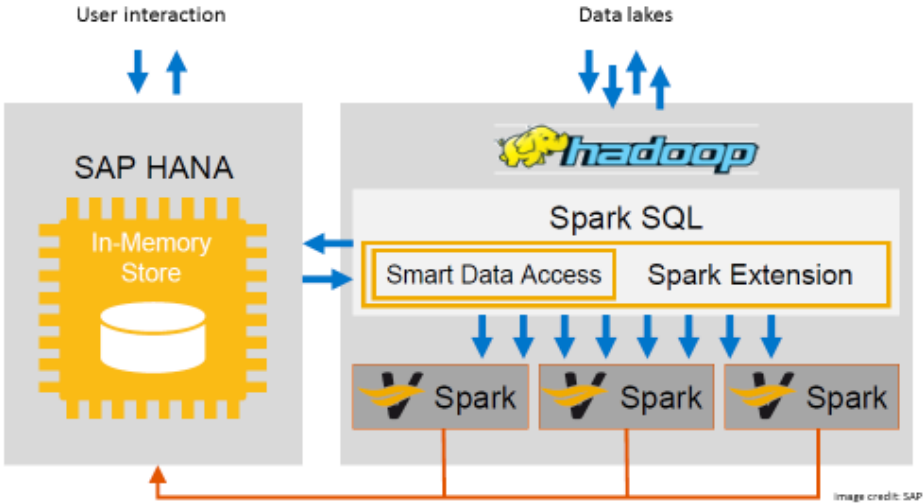 User interaction
Data lakes
SAP HANA
In-Memory
Store
hadoop
Spark SQL
Smart Data Access
Spark Extension
Spark
Spark
Spark
Image credit: SAP